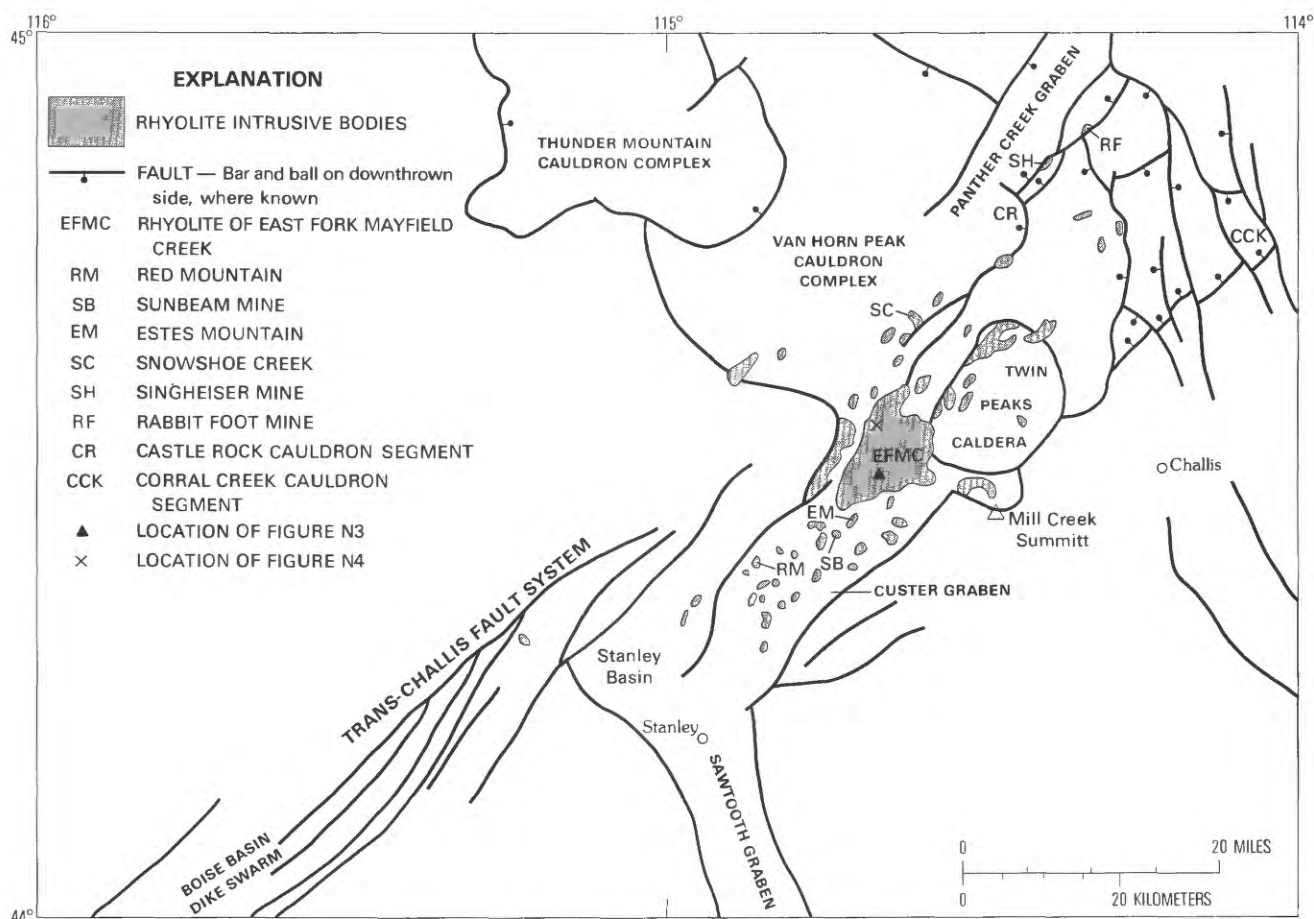 116°
115°
114°
45°
EXPLANATION
RHYOLITE INTRUSIVE BODIES
FAULT — Bar and ball on downthrown
side, where known
EFMC RHYOLITE OF EAST FORK MAYFIELD
CREEK
RM RED MOUNTAIN
SB SUNBEAM MINE
EM ESTES MOUNTAIN
SC SNOWSHOE CREEK
SH SINGHEISER MINE
RF RABBIT FOOT MINE
CR CASTLE ROCK CAULDRON SEGMENT
CCK CORRAL CREEK CAULDRON
SEGMENT
▲ LOCATION OF FIGURE N3
× LOCATION OF FIGURE N4
THUNDER MOUNTAIN
CAULDRON COMPLEX
PANTHER CREEK GRABEN
RF
SH
CR
CCK
VAN HORN PEAK
CAULDRON
COMPLEX
SC
TWIN
PEAKS
CALDERA
EFMC
Challis
EM
Mill Creek
Summitt
SB
RM
CUSTER GRABEN
TRANS-CHALLIS FAULT SYSTEM
Stanley
Basin
Stanley
SAWTOOTH GRABEN
BOISE BASIN
DIKE SWARM
0 20 MILES
0 20 KILOMETERS
44°